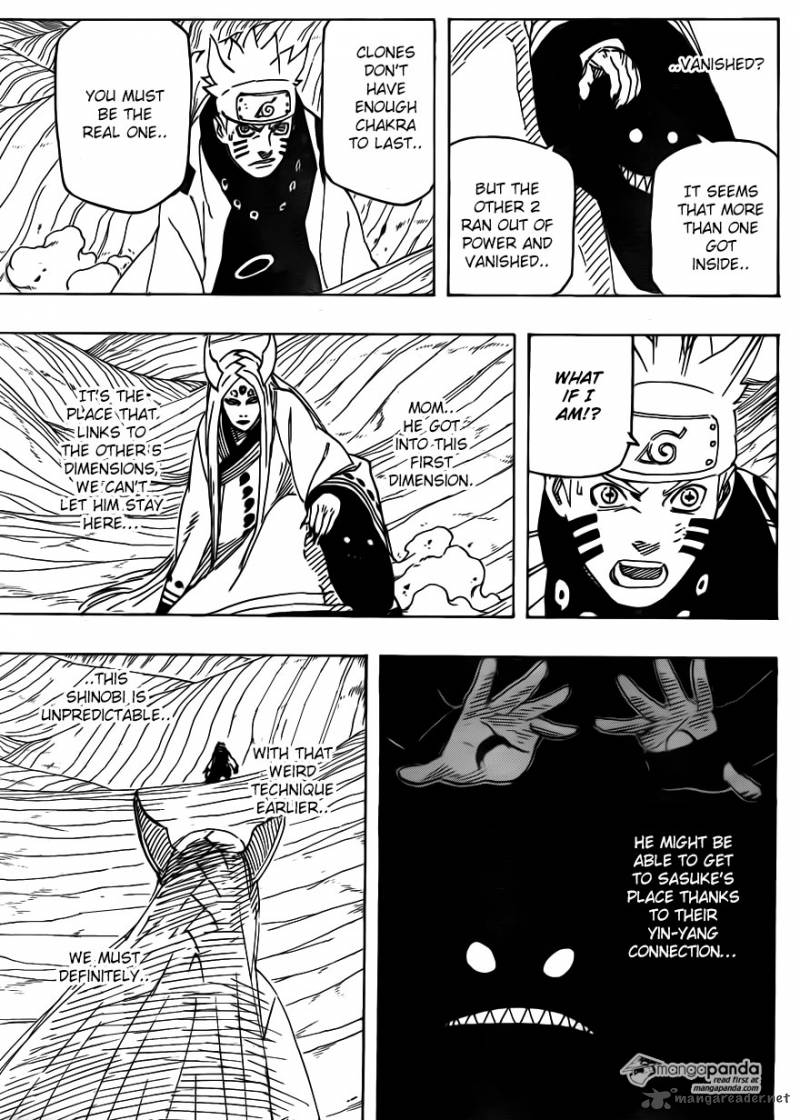 ..VANISHED?
IT SEEMS
THAT MORE
THAN ONE
GOT
INSIDE..
BUT THE
OTHER 2
RAN OUT OF
POWER AND
VANISHED..
CLONES
DON'T
HAVE
ENOUGH
CHAKRA
TO LAST..
YOU MUST
BE THE
REAL ONE..
WHAT
IF I
AM!?
MOM...
HE GOT
INTO THIS
FIRST
DIMENSION.
IT'S THE
PLACE THAT
LINKS TO
THE OTHER 5
DIMENSIONS,
WE CAN'T
LET HIM STAY
HERE...
HE MIGHT BE
ABLE TO GET
TO SASUKE'S
PLACE THANKS
TO THEIR
YIN-YANG
CONNECTION...
..THIS
SHINOBI IS
UNPREDICTABLE..
WITH THAT
WEIRD
TECHNIQUE
EARLIER..
WE MUST
DEFINITELY..
mangapanda
read first at
mangapanda.com
mangareader.net